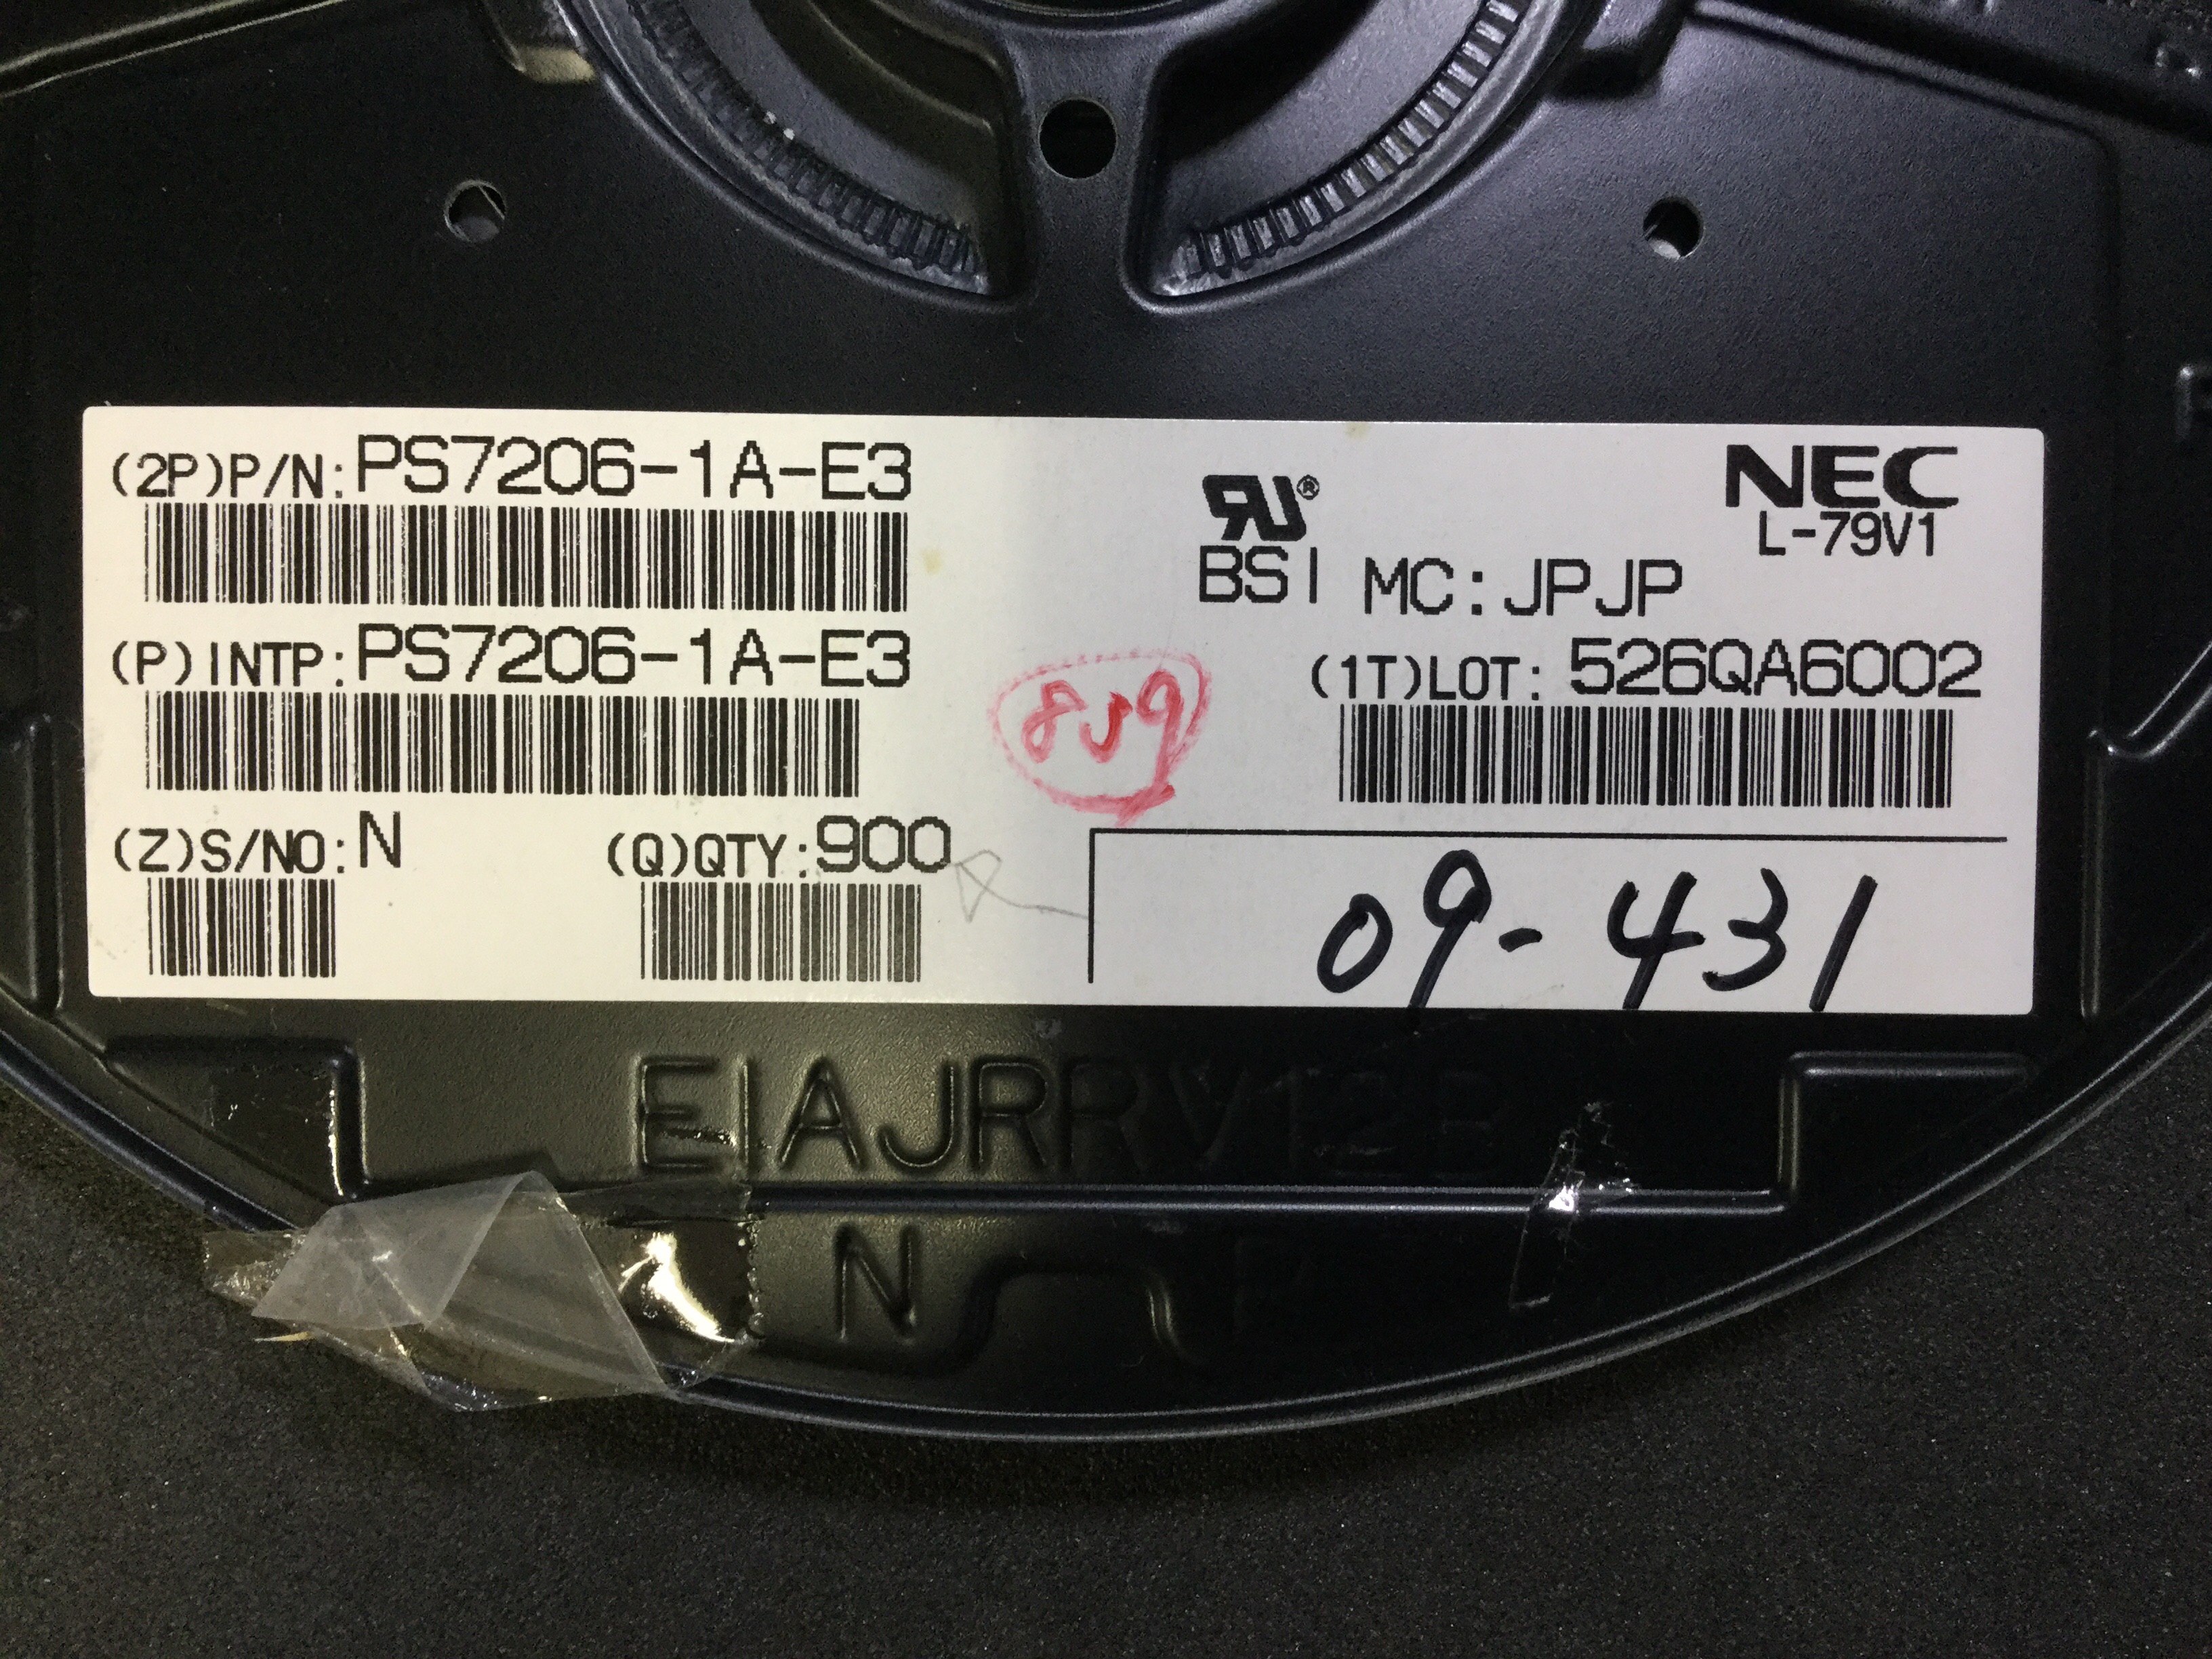 (2P)P/N: PS7206-1A-E3
NEC
L-79V1
BSI MC: JPJP
(P)INTP: PS7206-1A-E3
(1T)LOT: 526QA6002
859
(Z)S/NO: N
(Q)QTY: 900
09-431
EIAJRRV12B
N